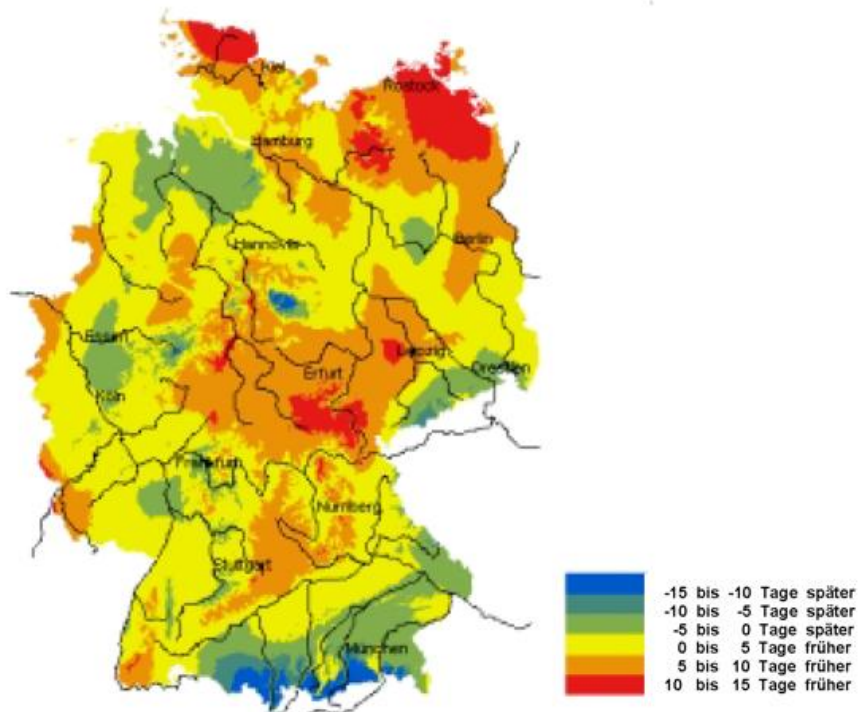 Kiel
Rostock
Hamburg
Berlin
Hannover
Essen
Leipzig
Erfurt
Dresden
Köln
Frankfurt
Nürnberg
Stuttgart
München
-15 bis -10 Tage später
-10 bis -5 Tage später
-5 bis 0 Tage später
0 bis 5 Tage früher
5 bis 10 Tage früher
10 bis 15 Tage früher